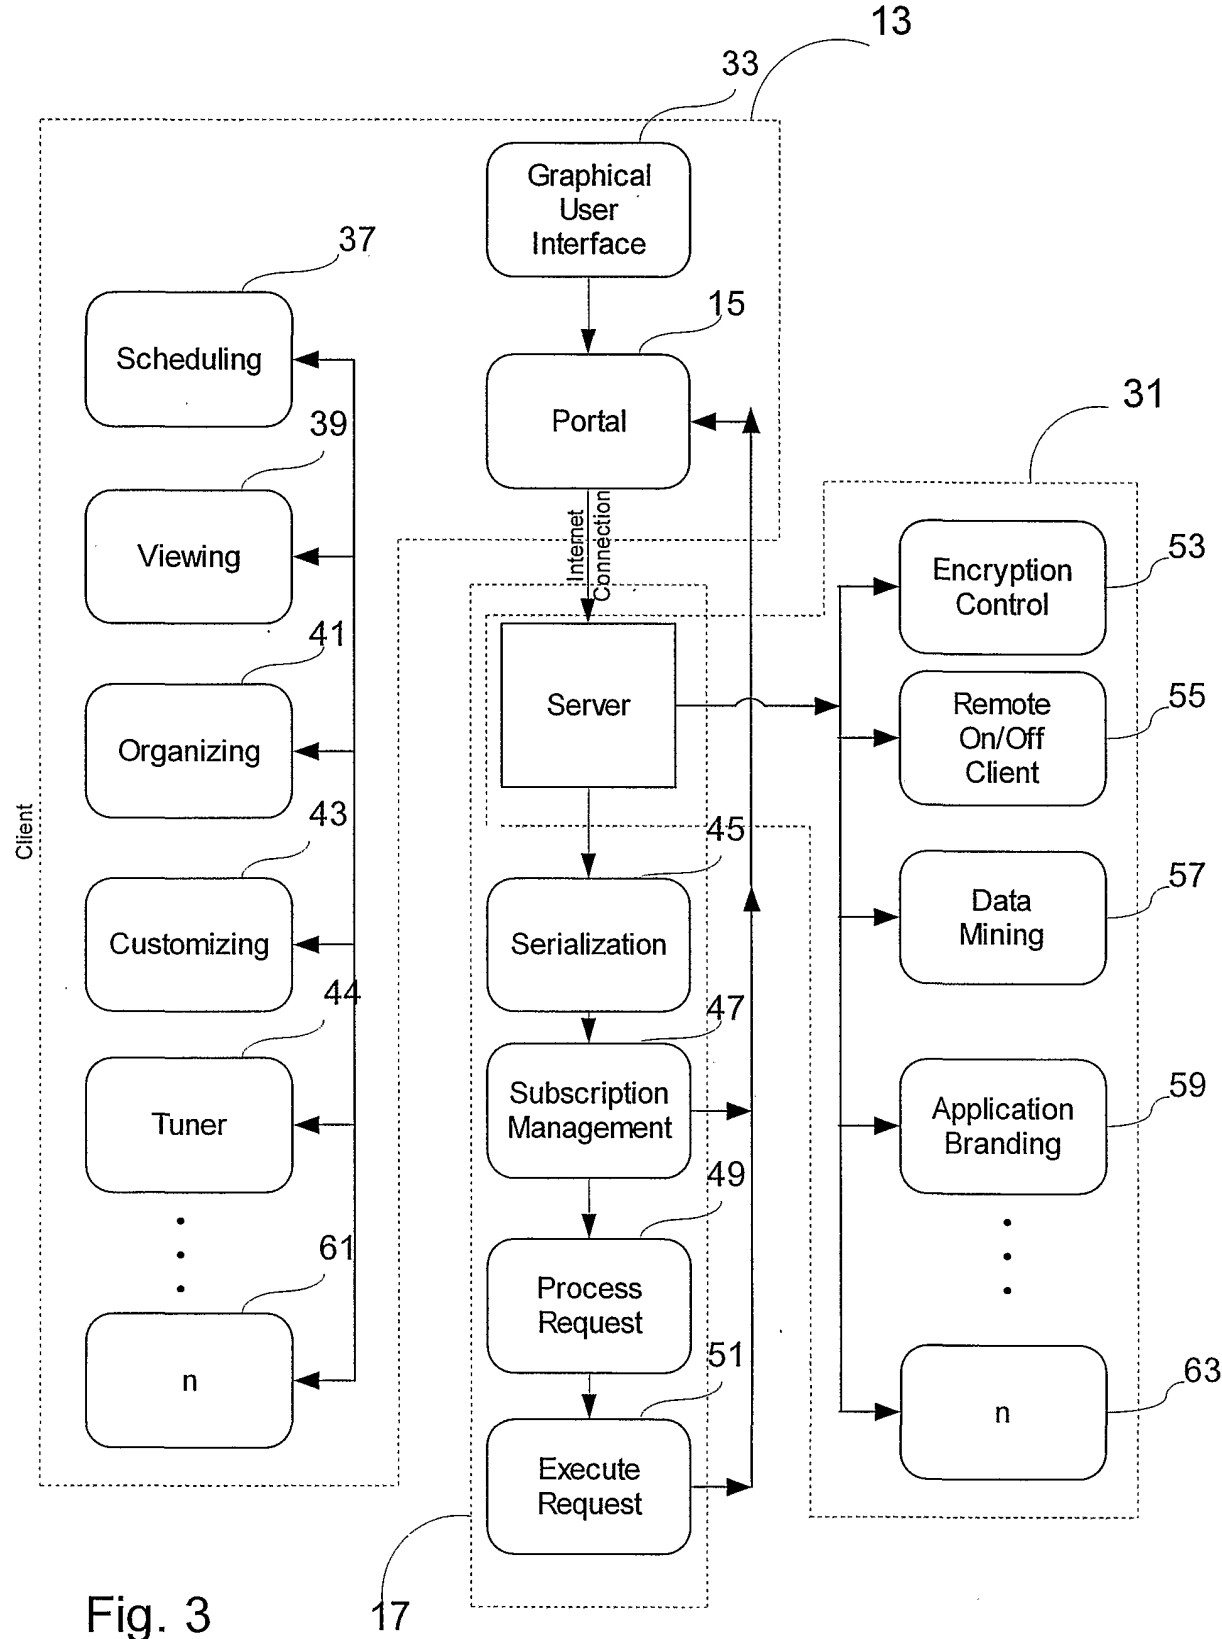 13
33
Graphical
User
Interface
37
15
Scheduling
Portal
31
39
Internet
Connection
Viewing
53
Encryption
Control
41
55
Remote
On/Off
Client
Server
Organizing
Client
43
45
57
Data
Mining
Customizing
Serialization
44
47
59
Subscription
Management
Application
Branding
Tuner
49
61
Process
Request
51
63
n
n
Execute
Request
17
Fig. 3